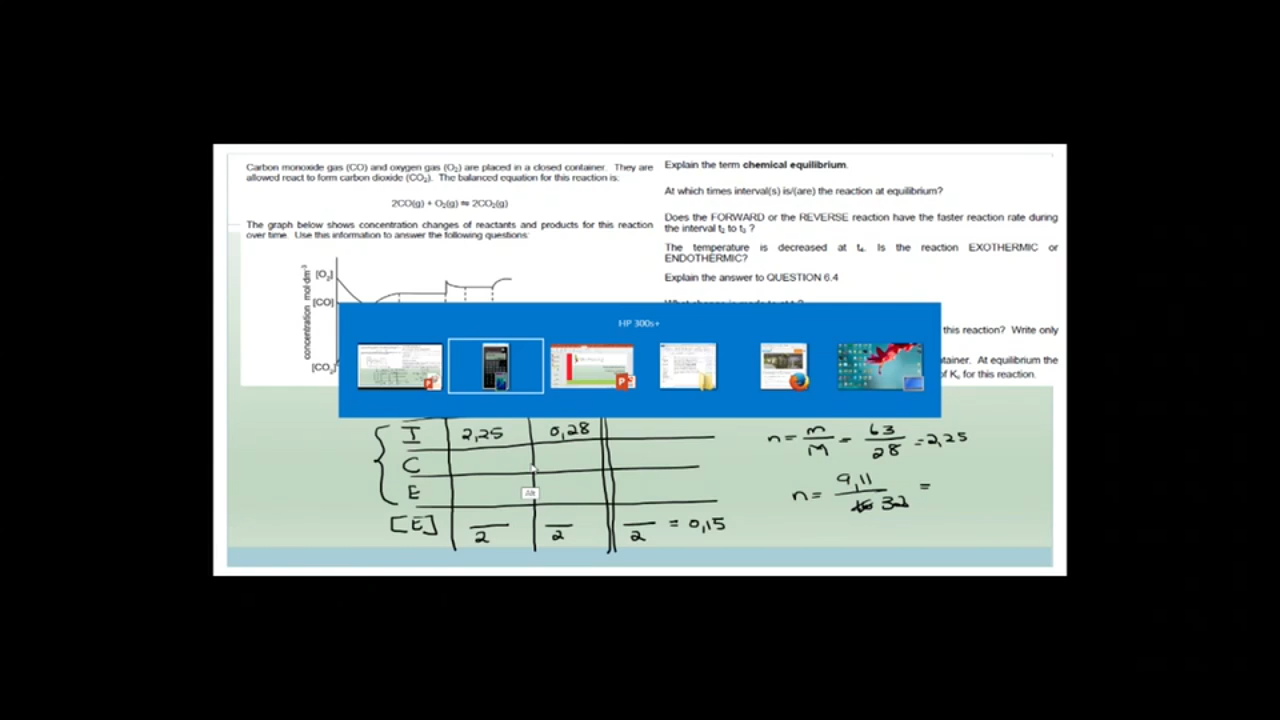 Carbon monoxide gas (CO) and oxygen gas (O₂) are placed in a closed container. They are
allowed react to form carbon dioxide (CO₂). The balanced equation for this reaction is:
2CO(g) + O₂(g) ⇋ 2CO₂(g)
The graph below shows concentration changes of reactants and products for this reaction
over time. Use this information to answer the following questions:
concentration mol·dm⁻³
[O₂]
[CO]
[CO₂]
Explain the term chemical equilibrium.
At which times interval(s) is/(are) the reaction at equilibrium?
Does the FORWARD or the REVERSE reaction have the faster reaction rate during
the interval t₂ to t₃ ?
The temperature is decreased at t₄. Is the reaction EXOTHERMIC or
ENDOTHERMIC?
Explain the answer to QUESTION 6.4
this reaction? Write only
tainer. At equilibrium the
of K꜀ for this reaction.
HP 300s+
I 2,25 0,28
C
E
Alt
[E] /2 /2 /2 = 0,15
n = m/M = 63/28 = 2,25
n = 9,11/32 =